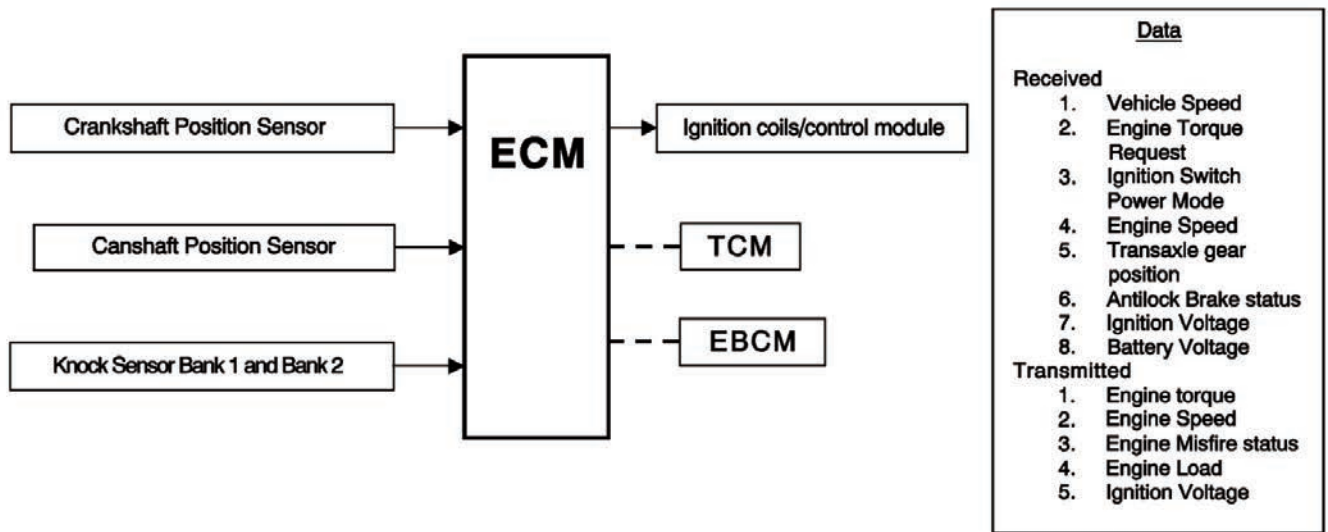 Crankshaft Position Sensor
Canshaft Position Sensor
Knock Sensor Bank 1 and Bank 2
ECM
Ignition coils/control module
TCM
EBCM
Data
Received
1. Vehicle Speed
2. Engine Torque
Request
3. Ignition Switch
Power Mode
4. Engine Speed
5. Transaxle gear
position
6. Antilock Brake status
7. Ignition Voltage
8. Battery Voltage
Transmitted
1. Engine torque
2. Engine Speed
3. Engine Misfire status
4. Engine Load
5. Ignition Voltage